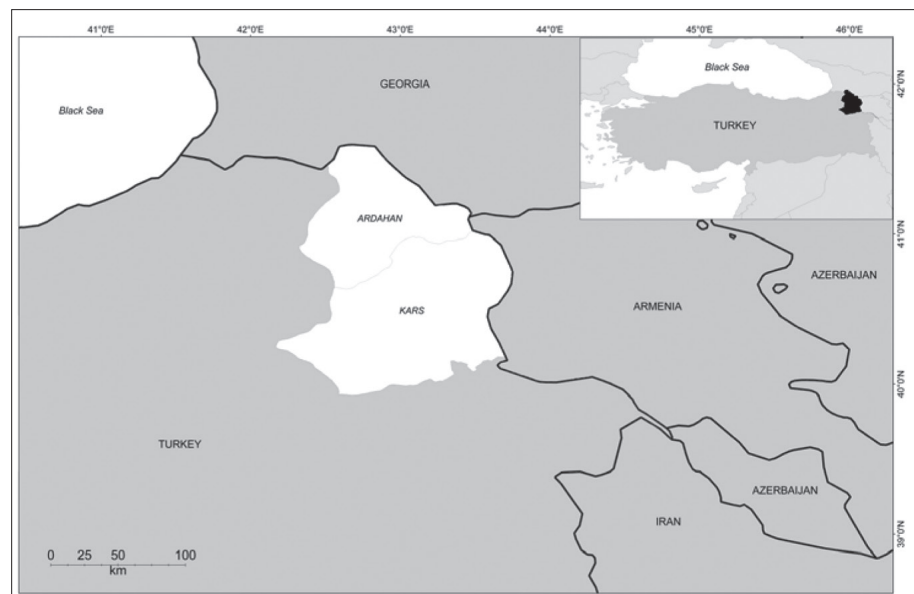 41°0'E 42°0'E 43°0'E 44°0'E 45°0'E 46°0'E
Black Sea
GEORGIA
Black Sea
TURKEY
42°0'N
ARDAHAN
41°0'N
AZERBAIJAN
KARS
ARMENIA
40°0'N
TURKEY
AZERBAIJAN
IRAN
39°0'N
0 25 50 100
km